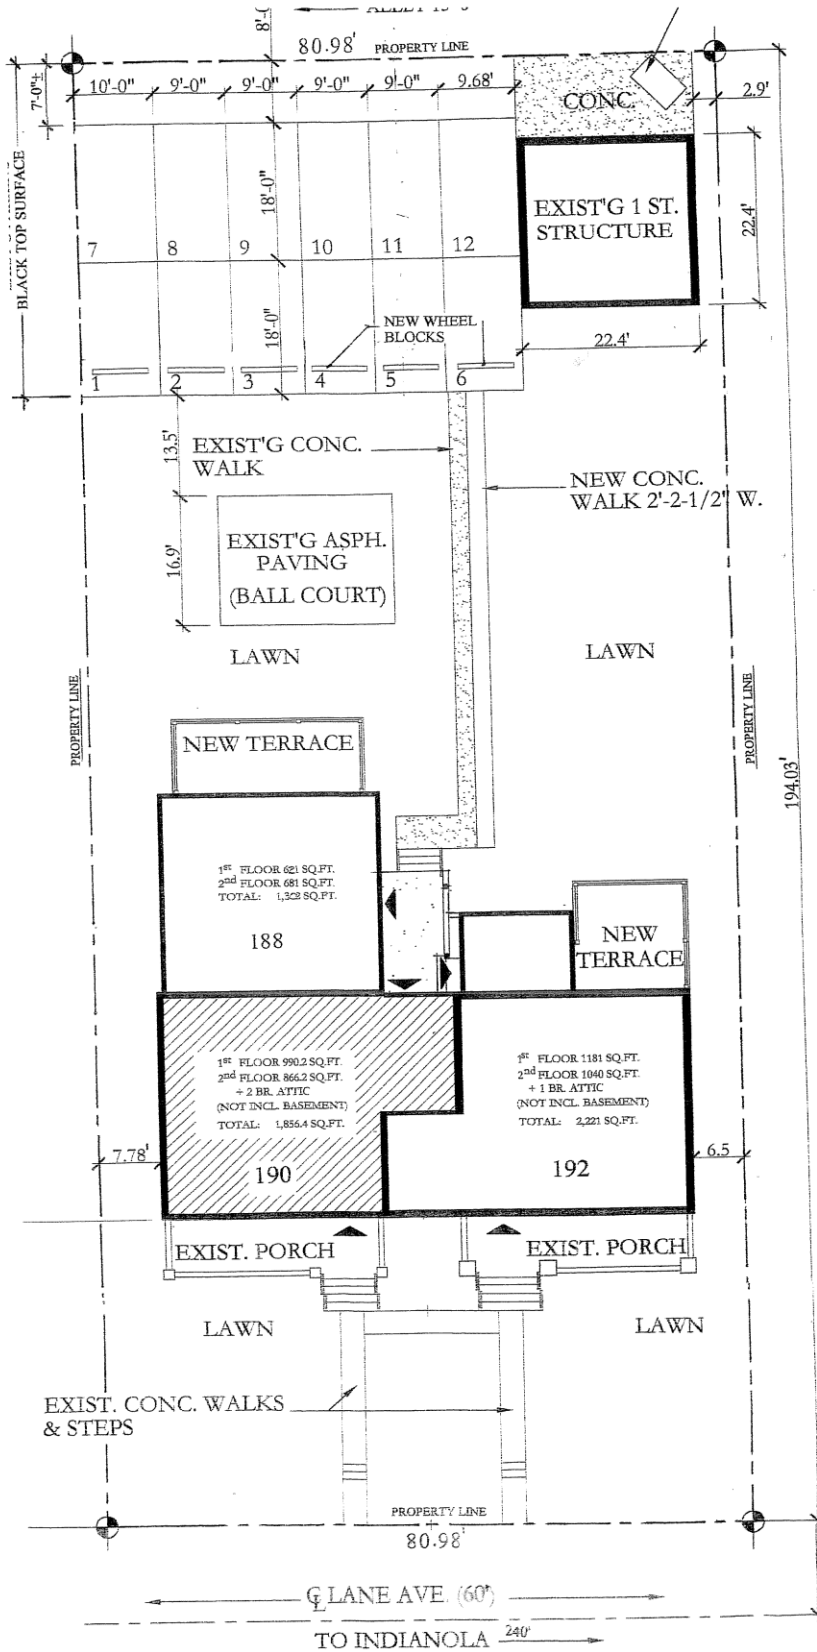 8'-0
80.98' PROPERTY LINE
7'-0"±
10'-0" 9'-0" 9'-0" 9'-0" 9'-0" 9.68'
2.9'
CONC.
BLACK TOP SURFACE
18'-0"
EXIST'G 1 ST.
STRUCTURE
22.4'
7 8 9 10 11 12
18'-0"
NEW WHEEL
BLOCKS
22.4'
1 2 3 4 5 6
13.5'
EXIST'G CONC.
WALK
NEW CONC.
WALK 2'-2-1/2" W.
16.9'
EXIST'G ASPH.
PAVING
(BALL COURT)
LAWN
LAWN
PROPERTY LINE
PROPERTY LINE
NEW TERRACE
194.03'
1st FLOOR 621 SQ.FT.
2nd FLOOR 681 SQ.FT.
TOTAL: 1,302 SQ.FT.
188
NEW
TERRACE
1st FLOOR 990.2 SQ.FT.
2nd FLOOR 866.2 SQ.FT.
+ 2 BR. ATTIC
(NOT INCL. BASEMENT)
TOTAL: 1,856.4 SQ.FT.
190
1st FLOOR 1181 SQ.FT.
2nd FLOOR 1040 SQ.FT.
+ 1 BR. ATTIC
(NOT INCL. BASEMENT)
TOTAL: 2,221 SQ.FT.
192
7.78'
6.5
EXIST. PORCH
EXIST. PORCH
LAWN
LAWN
EXIST. CONC. WALKS
& STEPS
PROPERTY LINE
80.98'
℄ LANE AVE. (60')
TO INDIANOLA 240'